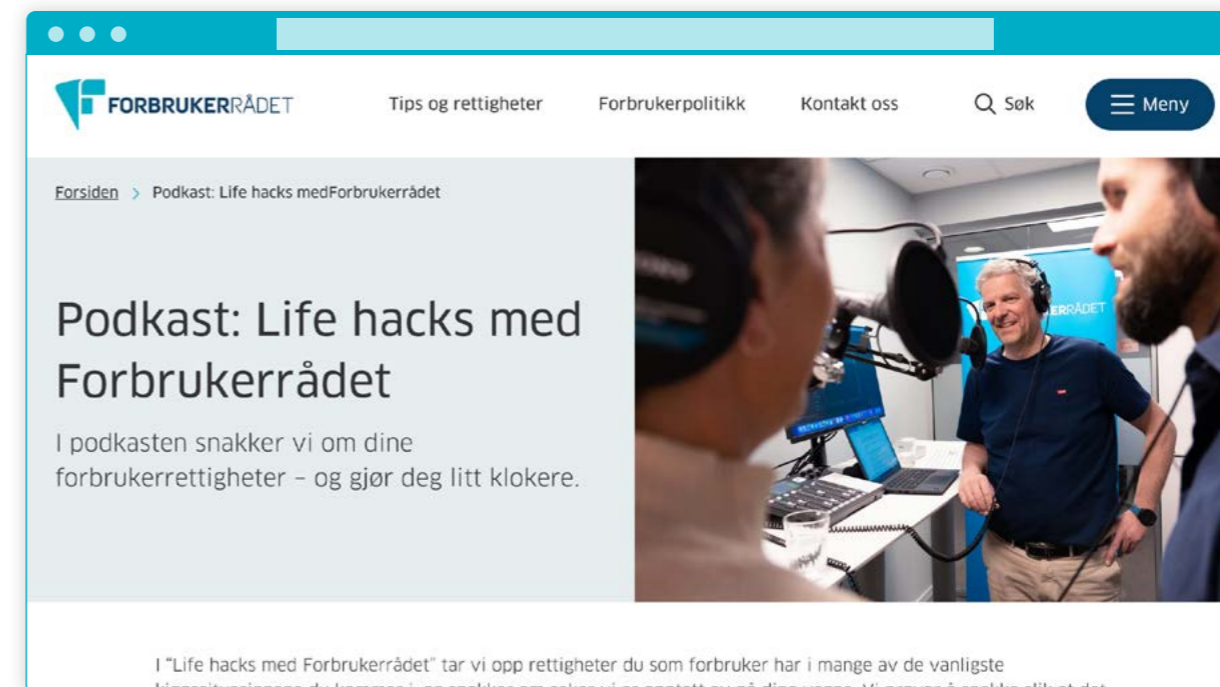 FORBRUKERRÅDET
Tips og rettigheter
Forbrukerpolitikk
Kontakt oss
Søk
Meny
Forsiden > Podkast: Life hacks medForbrukerrådet
Podkast: Life hacks med
Forbrukerrådet
I podkasten snakker vi om dine
forbrukerrettigheter – og gjør deg litt klokere.
ERRÅDET
I “Life hacks med Forbrukerrådet” tar vi opp rettigheter du som forbruker har i mange av de vanligste